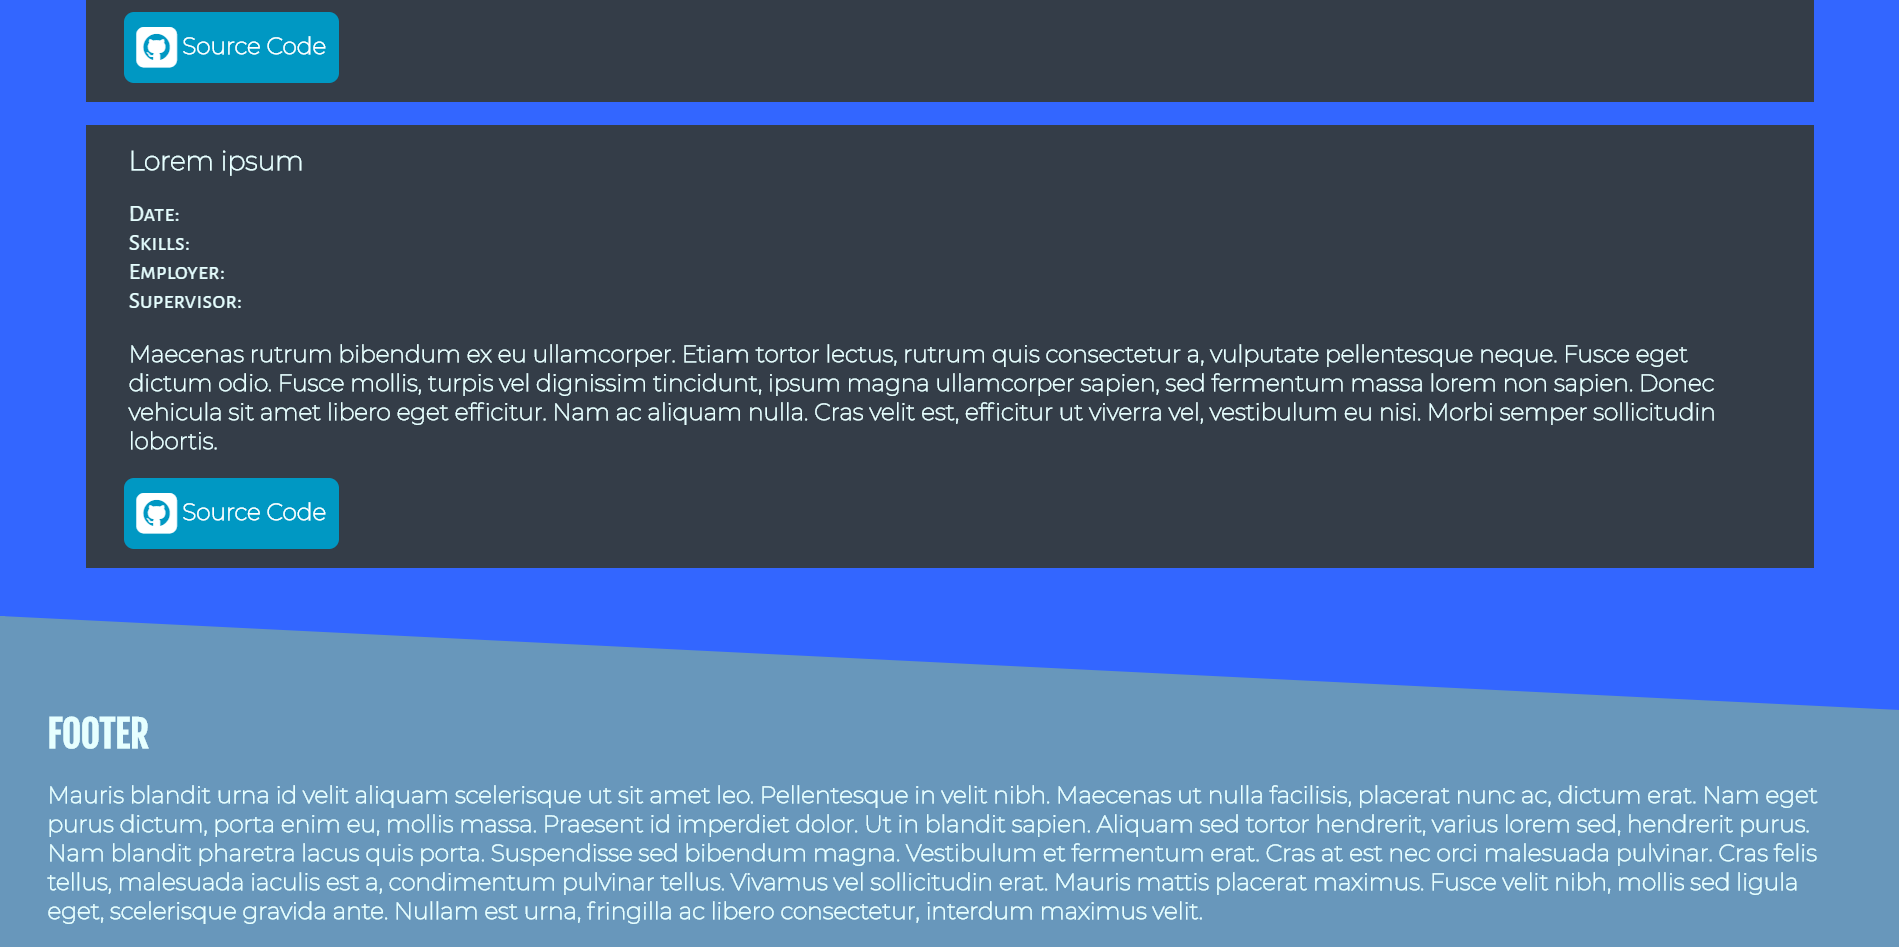 Source Code
Lorem ipsum
Date:
Skills:
Employer:
Supervisor:
Maecenas rutrum bibendum ex eu ullamcorper. Etiam tortor lectus, rutrum quis consectetur a, vulputate pellentesque neque. Fusce eget
dictum odio. Fusce mollis, turpis vel dignissim tincidunt, ipsum magna ullamcorper sapien, sed fermentum massa lorem non sapien. Donec
vehicula sit amet libero eget efficitur. Nam ac aliquam nulla. Cras velit est, efficitur ut viverra vel, vestibulum eu nisi. Morbi semper sollicitudin
lobortis.
Source Code
FOOTER
Mauris blandit urna id velit aliquam scelerisque ut sit amet leo. Pellentesque in velit nibh. Maecenas ut nulla facilisis, placerat nunc ac, dictum erat. Nam eget
purus dictum, porta enim eu, mollis massa. Praesent id imperdiet dolor. Ut in blandit sapien. Aliquam sed tortor hendrerit, varius lorem sed, hendrerit purus.
Nam blandit pharetra lacus quis porta. Suspendisse sed bibendum magna. Vestibulum et fermentum erat. Cras at est nec orci malesuada pulvinar. Cras felis
tellus, malesuada iaculis est a, condimentum pulvinar tellus. Vivamus vel sollicitudin erat. Mauris mattis placerat maximus. Fusce velit nibh, mollis sed ligula
eget, scelerisque gravida ante. Nullam est urna, fringilla ac libero consectetur, interdum maximus velit.